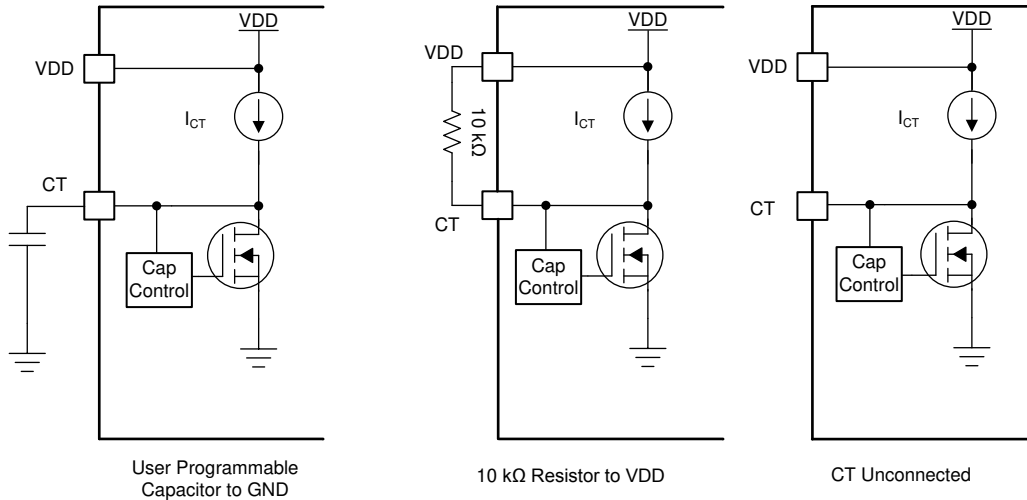 VDD
VDD
I_CT
CT
Cap
Control
User Programmable
Capacitor to GND
VDD
VDD
10 kΩ
I_CT
CT
Cap
Control
10 kΩ Resistor to VDD
VDD
VDD
I_CT
CT
Cap
Control
CT Unconnected